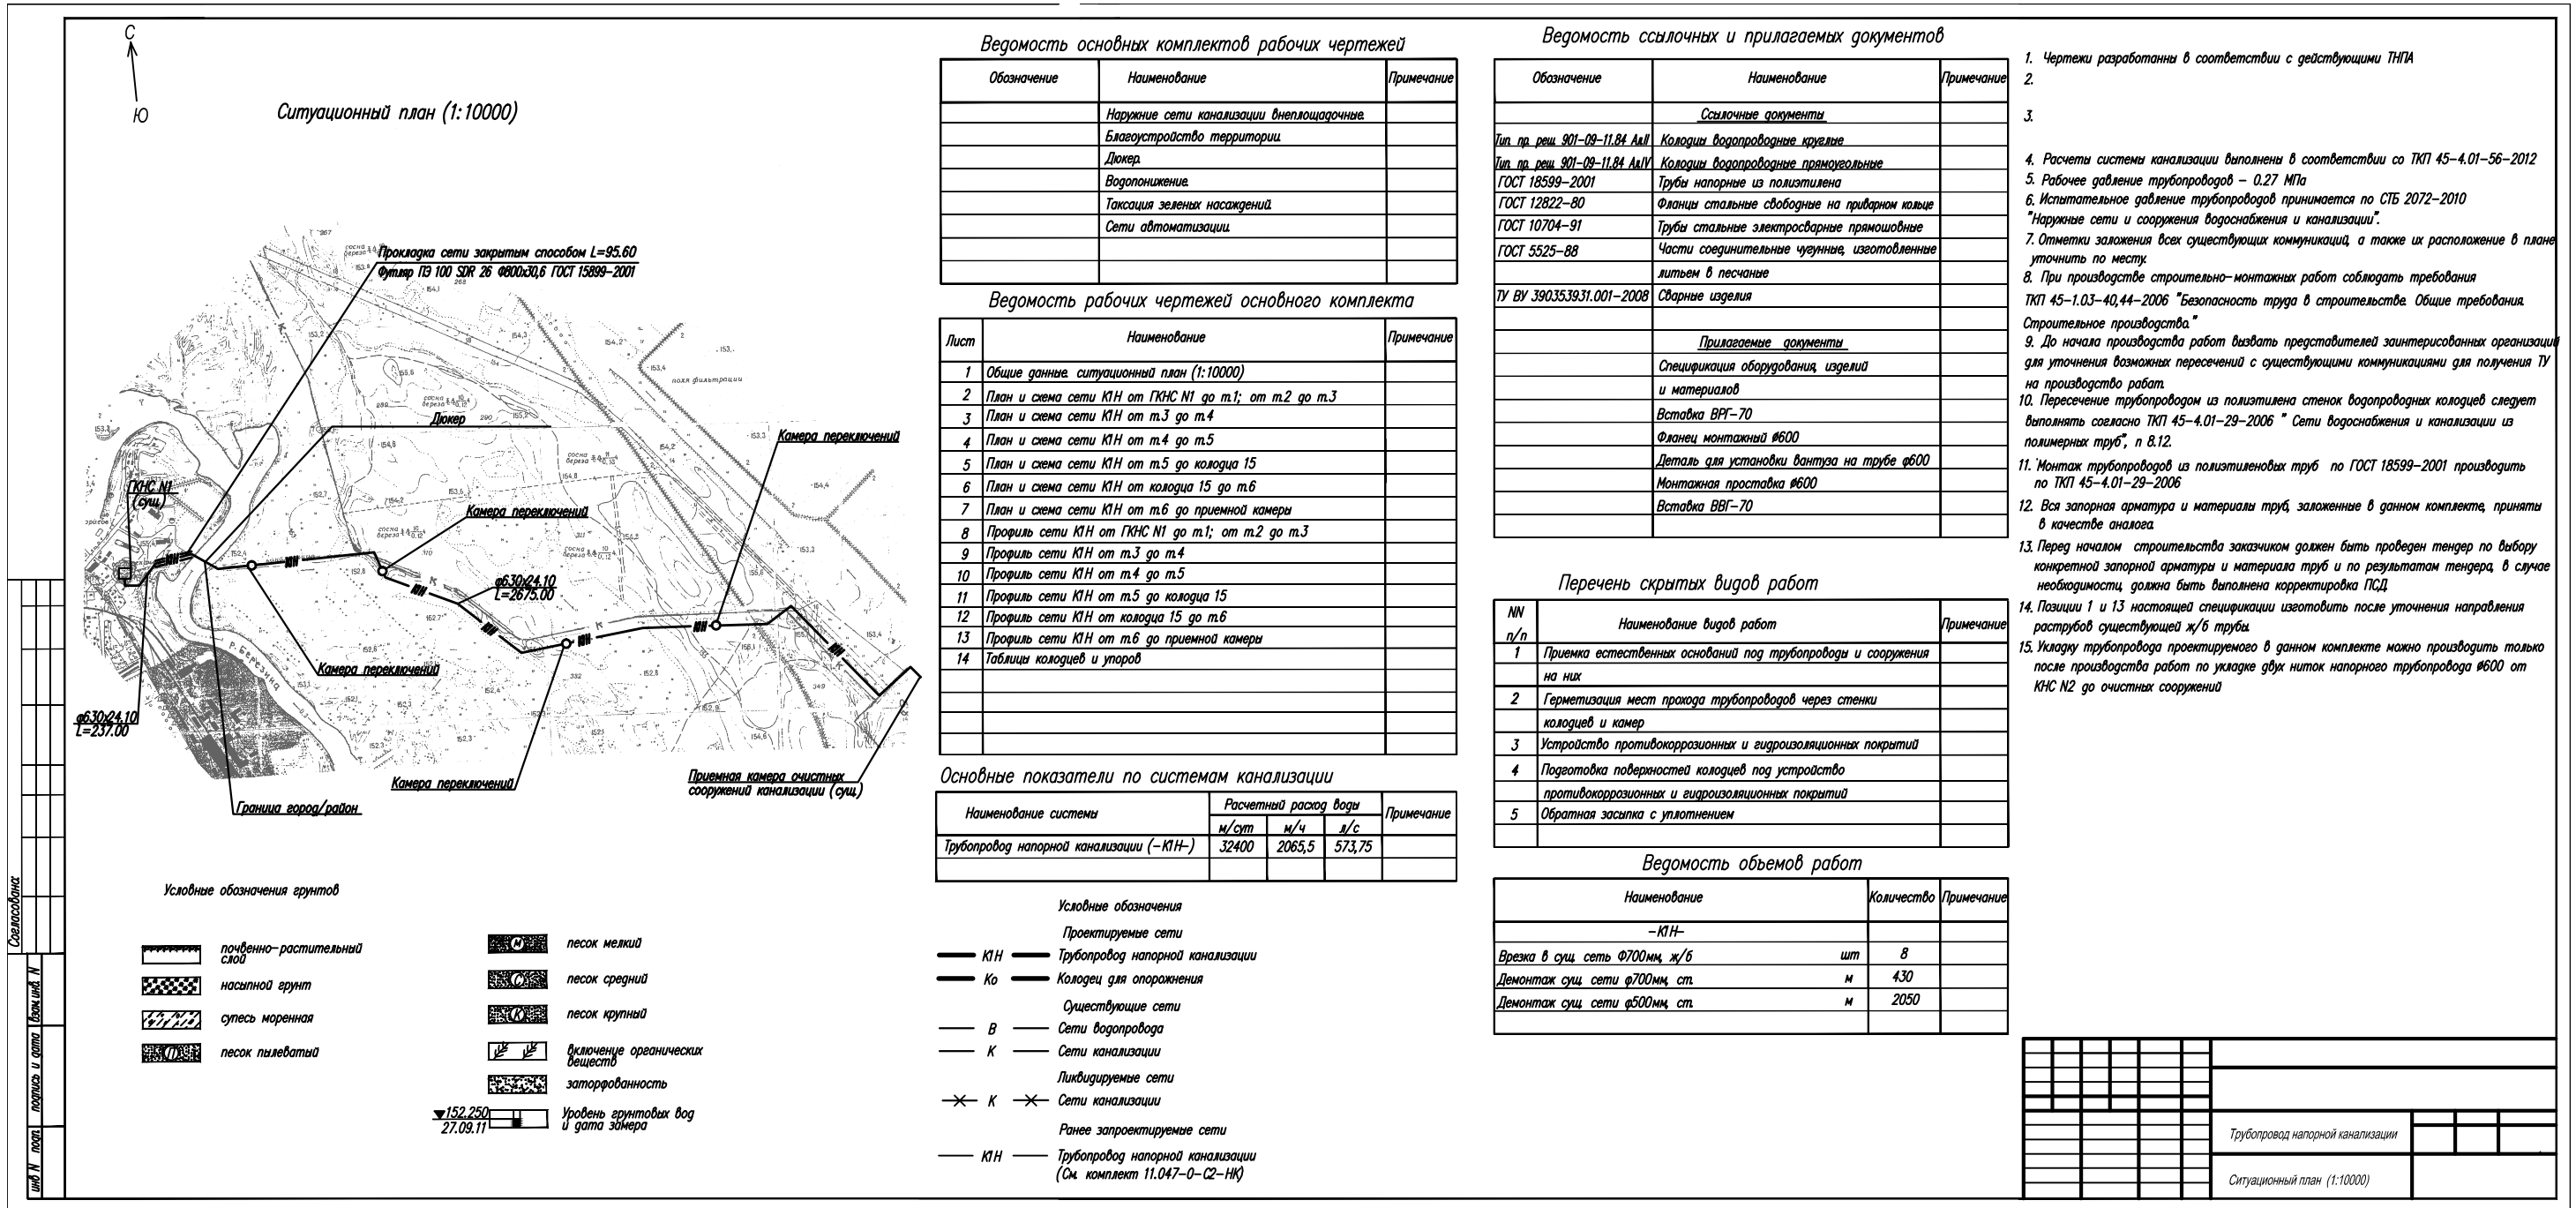 С
Ю
Ситуационный план (1:10000)
Прокладка сети закрытым способом L=95.60
Футляр ПЭ 100 SDR 26 Ф800х30,6 ГОСТ 15899-2001
поля фильтрации
Дюкер
Камера переключений
ГКНС N1
(сущ.)
Камера переключений
φ630х24.10
L=2675.00
р. Березина
Камера переключений
φ630х24.10
L=237.00
Камера переключений
Приемная камера очистных
сооружений канализации (сущ.)
Граница город/район
Условные обозначения грунтов
почвенно-растительный
слой
насыпной грунт
супесь моренная
П песок пылеватый
М песок мелкий
С песок средний
К песок крупный
включение органических
веществ
заторфованность
152.250
27.09.11
Уровень грунтовых вод
и дата замера
Ведомость основных комплектов рабочих чертежей
Обозначение Наименование Примечание
Наружние сети канализации внеплощадочные.
Благоустройство территории.
Дюкер.
Водопонижение.
Таксация зеленых насаждений.
Сети автоматизации.
Ведомость рабочих чертежей основного комплекта
Лист Наименование Примечание
1 Общие данные. ситуационный план (1:10000)
2 План и схема сети К1Н от ГКНС N1 до т.1; от т.2 до т.3
3 План и схема сети К1Н от т.3 до т.4
4 План и схема сети К1Н от т.4 до т.5
5 План и схема сети К1Н от т.5 до колодца 15
6 План и схема сети К1Н от колодца 15 до т.6
7 План и схема сети К1Н от т.6 до приемной камеры
8 Профиль сети К1Н от ГКНС N1 до т.1; от т.2 до т.3
9 Профиль сети К1Н от т.3 до т.4
10 Профиль сети К1Н от т.4 до т.5
11 Профиль сети К1Н от т.5 до колодца 15
12 Профиль сети К1Н от колодца 15 до т.6
13 Профиль сети К1Н от т.6 до приемной камеры
14 Таблицы колодцев и упоров
Основные показатели по системам канализации
Наименование системы Расчетный расход воды Примечание
м/сут м/ч л/с
Трубопровод напорной канализации (-К1Н-) 32400 2065,5 573,75
Условные обозначения
Проектируемые сети
К1Н Трубопровод напорной канализации
Ко Колодец для опорожнения
Существующие сети
В Сети водопровода
К Сети канализации
Ликвидируемые сети
К Сети канализации
Ранее запроектируемые сети
К1Н Трубопровод напорной канализации
(См. комплект 11.047-0-С2-НК)
Ведомость ссылочных и прилагаемых документов
Обозначение Наименование Примечание
Ссылочные документы
Тип. пр. реш. 901-09-11.84 Ал.II Колодцы водопроводные круглые
Тип. пр. реш. 901-09-11.84 Ал.IV Колодцы водопроводные прямоугольные
ГОСТ 18599-2001 Трубы напорные из полиэтилена
ГОСТ 12822-80 Фланцы стальные свободные на приварном кольце
ГОСТ 10704-91 Трубы стальные электросварные прямошовные
ГОСТ 5525-88 Части соединительные чугунные, изготовленные
литьем в песчаные
ТУ ВУ 390353931.001-2008 Сварные изделия
Прилагаемые документы
Спецификация оборудования, изделий
и материалов
Вставка ВРГ-70
Фланец монтажный Ø600
Деталь для установки вантуза на трубе φ600
Монтажная проставка Ø600
Вставка ВВГ-70
Перечень скрытых видов работ
NN
п/п
Наименование видов работ Примечание
1 Приемка естественных оснований под трубопроводы и сооружения
на них
2 Герметизация мест прохода трубопроводов через стенки
колодцев и камер
3 Устройство противокоррозионных и гидроизоляционных покрытий
4 Подготовка поверхностей колодцев под устройство
противокоррозионных и гидроизоляционных покрытий
5 Обратная засыпка с уплотнением
Ведомость обьемов работ
Наименование Количество Примечание
-К1Н-
Врезка в сущ. сеть Ф700мм, ж/б шт 8
Демонтаж сущ. сети φ700мм, ст. м 430
Демонтаж сущ. сети φ500мм, ст. м 2050
1. Чертежи разработанны в соответствии с действующими ТНПА
2.
3.
4. Расчеты системы канализации выполнены в соответствии со ТКП 45-4.01-56-2012
5. Рабочее давление трубопроводов - 0.27 МПа
6. Испытательное давление трубопроводов принимается по СТБ 2072-2010
"Наружные сети и сооружения водоснабжения и канализации".
7. Отметки заложения всех существующих коммуникаций, а также их расположение в плане
уточнить по месту.
8. При производстве строительно-монтажных работ соблюдать требования
ТКП 45-1.03-40,44-2006 "Безопасность труда в строительстве. Общие требования.
Строительное производство."
9. До начала производства работ вызвать представителей заинтерисованных организаций
для уточнения возможных пересечений с существующими коммуникациями для получения ТУ
на производство работ.
10. Пересечение трубопроводом из полиэтилена стенок водопроводных колодцев следует
выполнять согласно ТКП 45-4.01-29-2006 " Сети водоснабжения и канализации из
полимерных труб", п 8.12.
11. Монтаж трубопроводов из полиэтиленовых труб по ГОСТ 18599-2001 производить
по ТКП 45-4.01-29-2006
12. Вся запорная арматура и материалы труб, заложенные в данном комплекте, приняты
в качестве аналога.
13. Перед началом строительства заказчиком должен быть проведен тендер по выбору
конкретной запорной арматуры и материала труб и по результатам тендера, в случае
необходимости, должна быть выполнена корректировка ПСД.
14. Позиции 1 и 13 настоящей спецификации изготовить после уточнения направления
раструбов существующей ж/б трубы.
15. Укладку трубопровода проектируемого в данном комплекте можно производить только
после производства работ по укладке двух ниток напорного трубопровода Ø600 от
КНС N2 до очистных сооружений
Трубопровод напорной канализации
Ситуационный план (1:10000)
Согласовано:
взам.инв. N
подпись и дата
инв N подл.